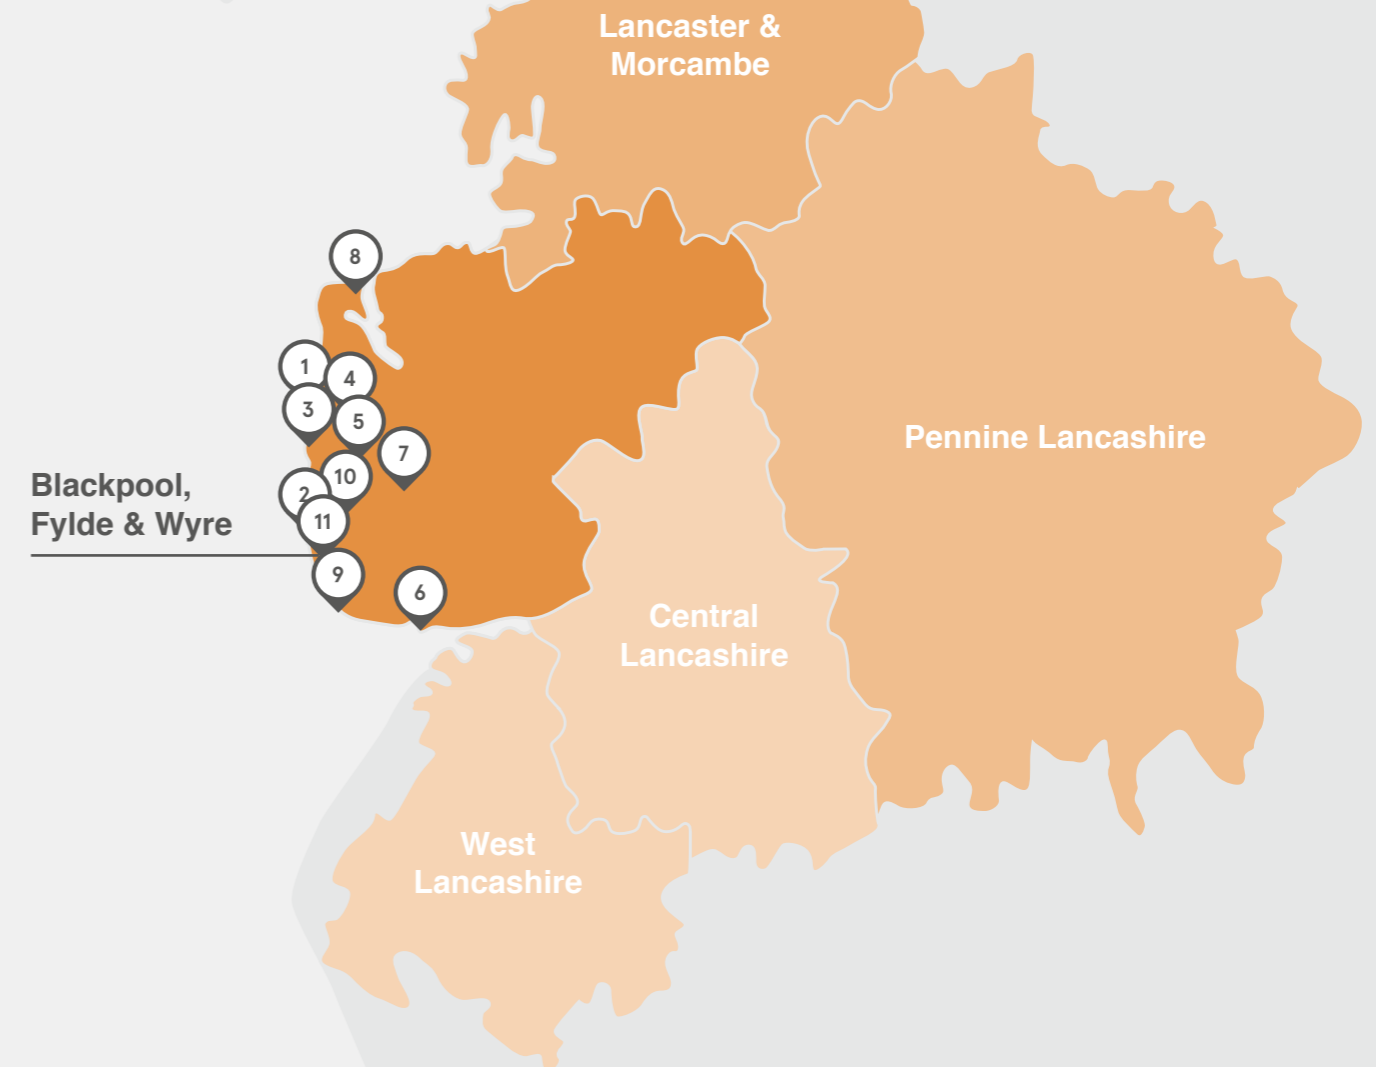 Lancaster &
Morcambe
8
1
4
3
5
Pennine Lancashire
7
10
Blackpool,
2
11
Fylde & Wyre
9
6
Central
Lancashire
West
Lancashire